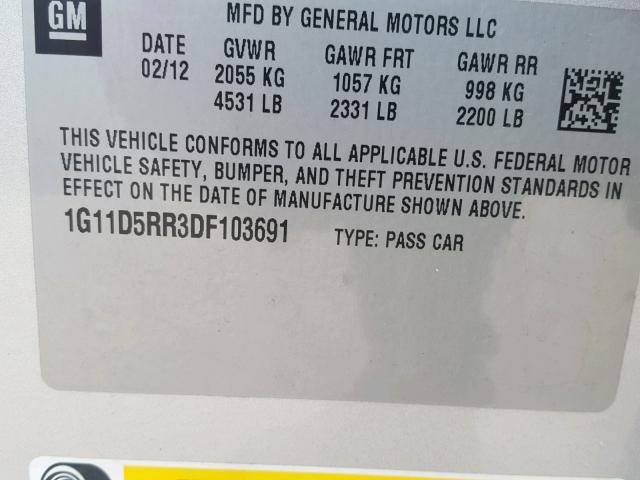 GM
MFD BY GENERAL MOTORS LLC
DATE GVWR GAWR FRT GAWR RR
02/12 2055 KG 1057 KG 998 KG
4531 LB 2331 LB 2200 LB
THIS VEHICLE CONFORMS TO ALL APPLICABLE U.S. FEDERAL MOTOR
VEHICLE SAFETY, BUMPER, AND THEFT PREVENTION STANDARDS IN
EFFECT ON THE DATE OF MANUFACTURE SHOWN ABOVE.
1G11D5RR3DF103691 TYPE: PASS CAR